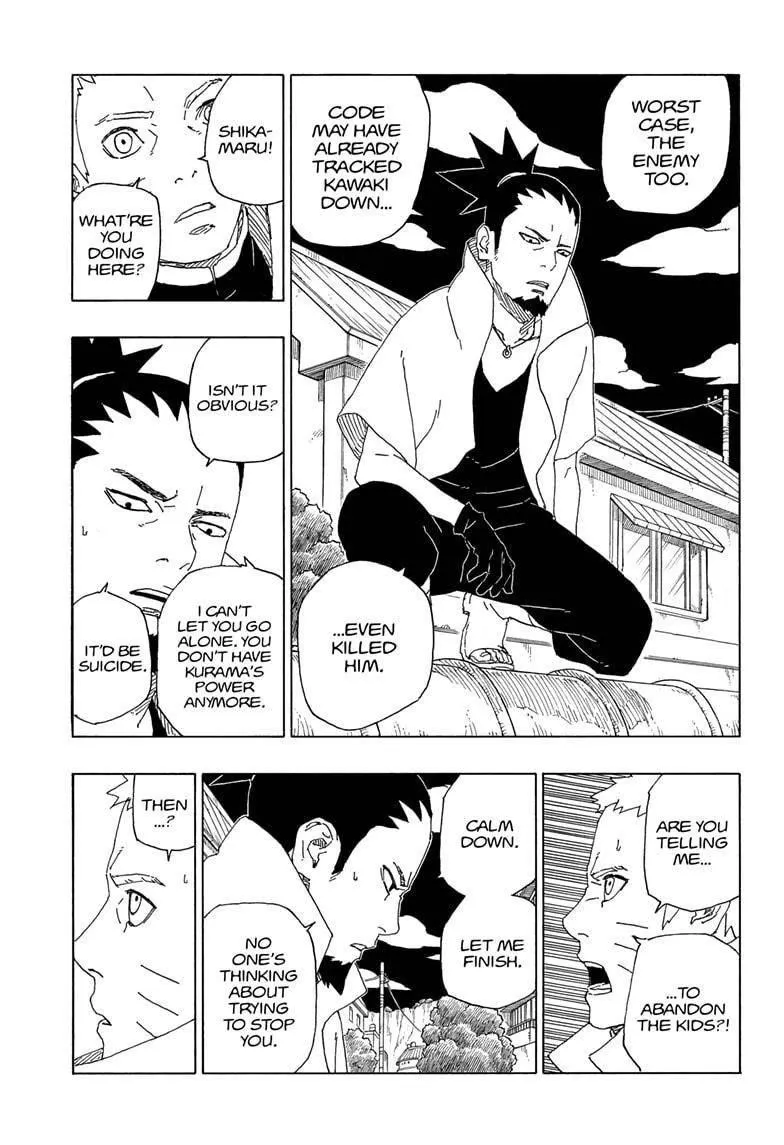 WORST
CASE,
THE
ENEMY
TOO.
CODE
MAY HAVE
ALREADY
TRACKED
KAWAKI
DOWN...
...EVEN
KILLED
HIM.
SHIKA-
MARU!
WHAT'RE
YOU
DOING
HERE?
ISN'T IT
OBVIOUS?
I CAN'T
LET YOU GO
ALONE. YOU
DON'T HAVE
KURAMA'S
POWER
ANYMORE.
IT'D BE
SUICIDE.
ARE YOU
TELLING
ME...
...TO
ABANDON
THE KIDS?!
CALM
DOWN.
LET ME
FINISH.
NO
ONE'S
THINKING
ABOUT
TRYING
TO STOP
YOU.
THEN
...?